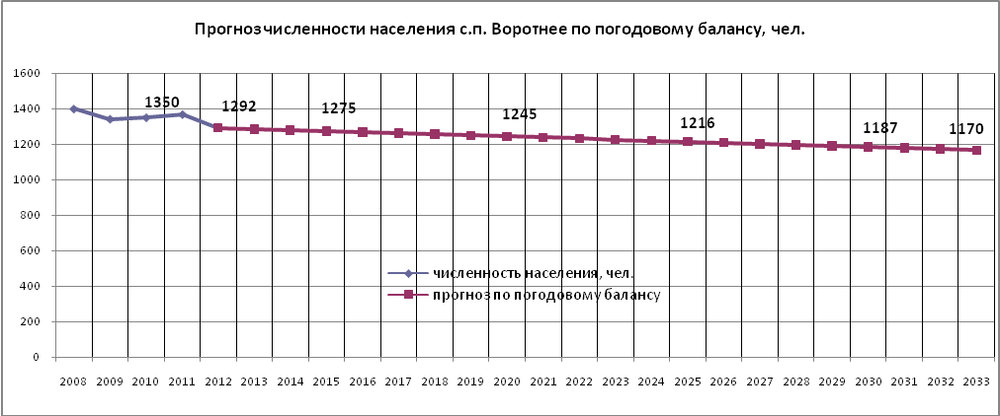 Прогноз численности населения с.п. Воротнее по погодовому балансу, чел.
1600
1400
1200
1000
800
600
400
200
0
1350 1292 1275 1245 1216 1187 1170
численность населения, чел.
прогноз по погодовому балансу
2008 2009 2010 2011 2012 2013 2014 2015 2016 2017 2018 2019 2020 2021 2022 2023 2024 2025 2026 2027 2028 2029 2030 2031 2032 2033